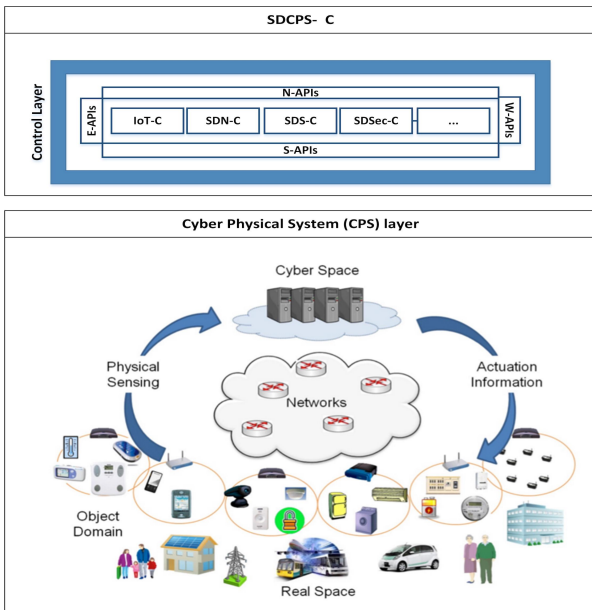 SDCPS- C
Control Layer
N-APIs
E-APIs
IoT-C
SDN-C
SDS-C
SDSec-C
...
W-APIs
S-APIs
Cyber Physical System (CPS) layer
Cyber Space
Physical
Sensing
Actuation
Information
Networks
Object
Domain
Real Space